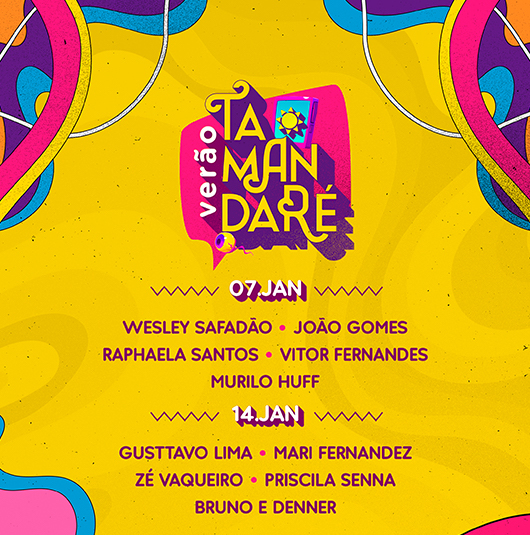 verão
TA
MAN
DARÉ
07.JAN
WESLEY SAFADÃO • JOÃO GOMES
RAPHAELA SANTOS • VITOR FERNANDES
MURILO HUFF
14.JAN
GUSTTAVO LIMA • MARI FERNANDEZ
ZÉ VAQUEIRO • PRISCILA SENNA
BRUNO E DENNER